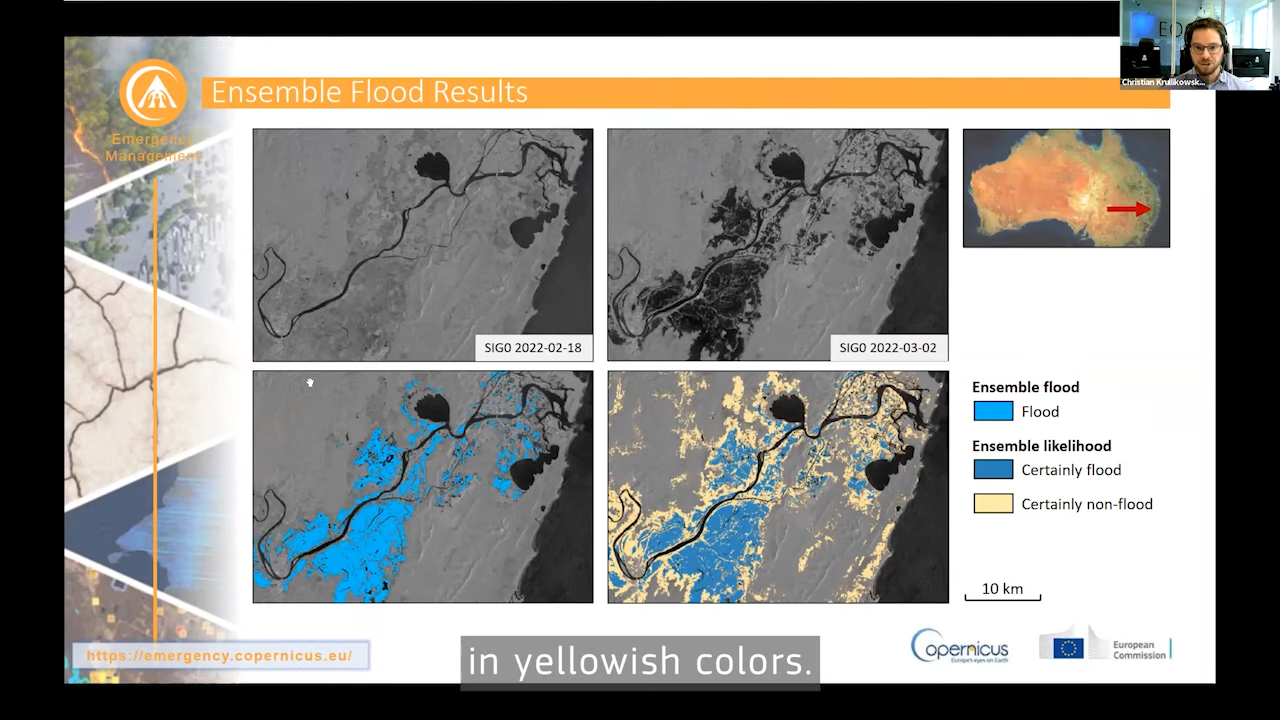 Ensemble Flood Results
Christian Krullikowsk...
Emergency
Management
SIG0 2022-02-18
SIG0 2022-03-02
Ensemble flood
Flood
Ensemble likelihood
Certainly flood
Certainly non-flood
10 km
https://emergency.copernicus.eu/
in yellowish colors.
Copernicus
Europe's eyes on Earth
European
Commission